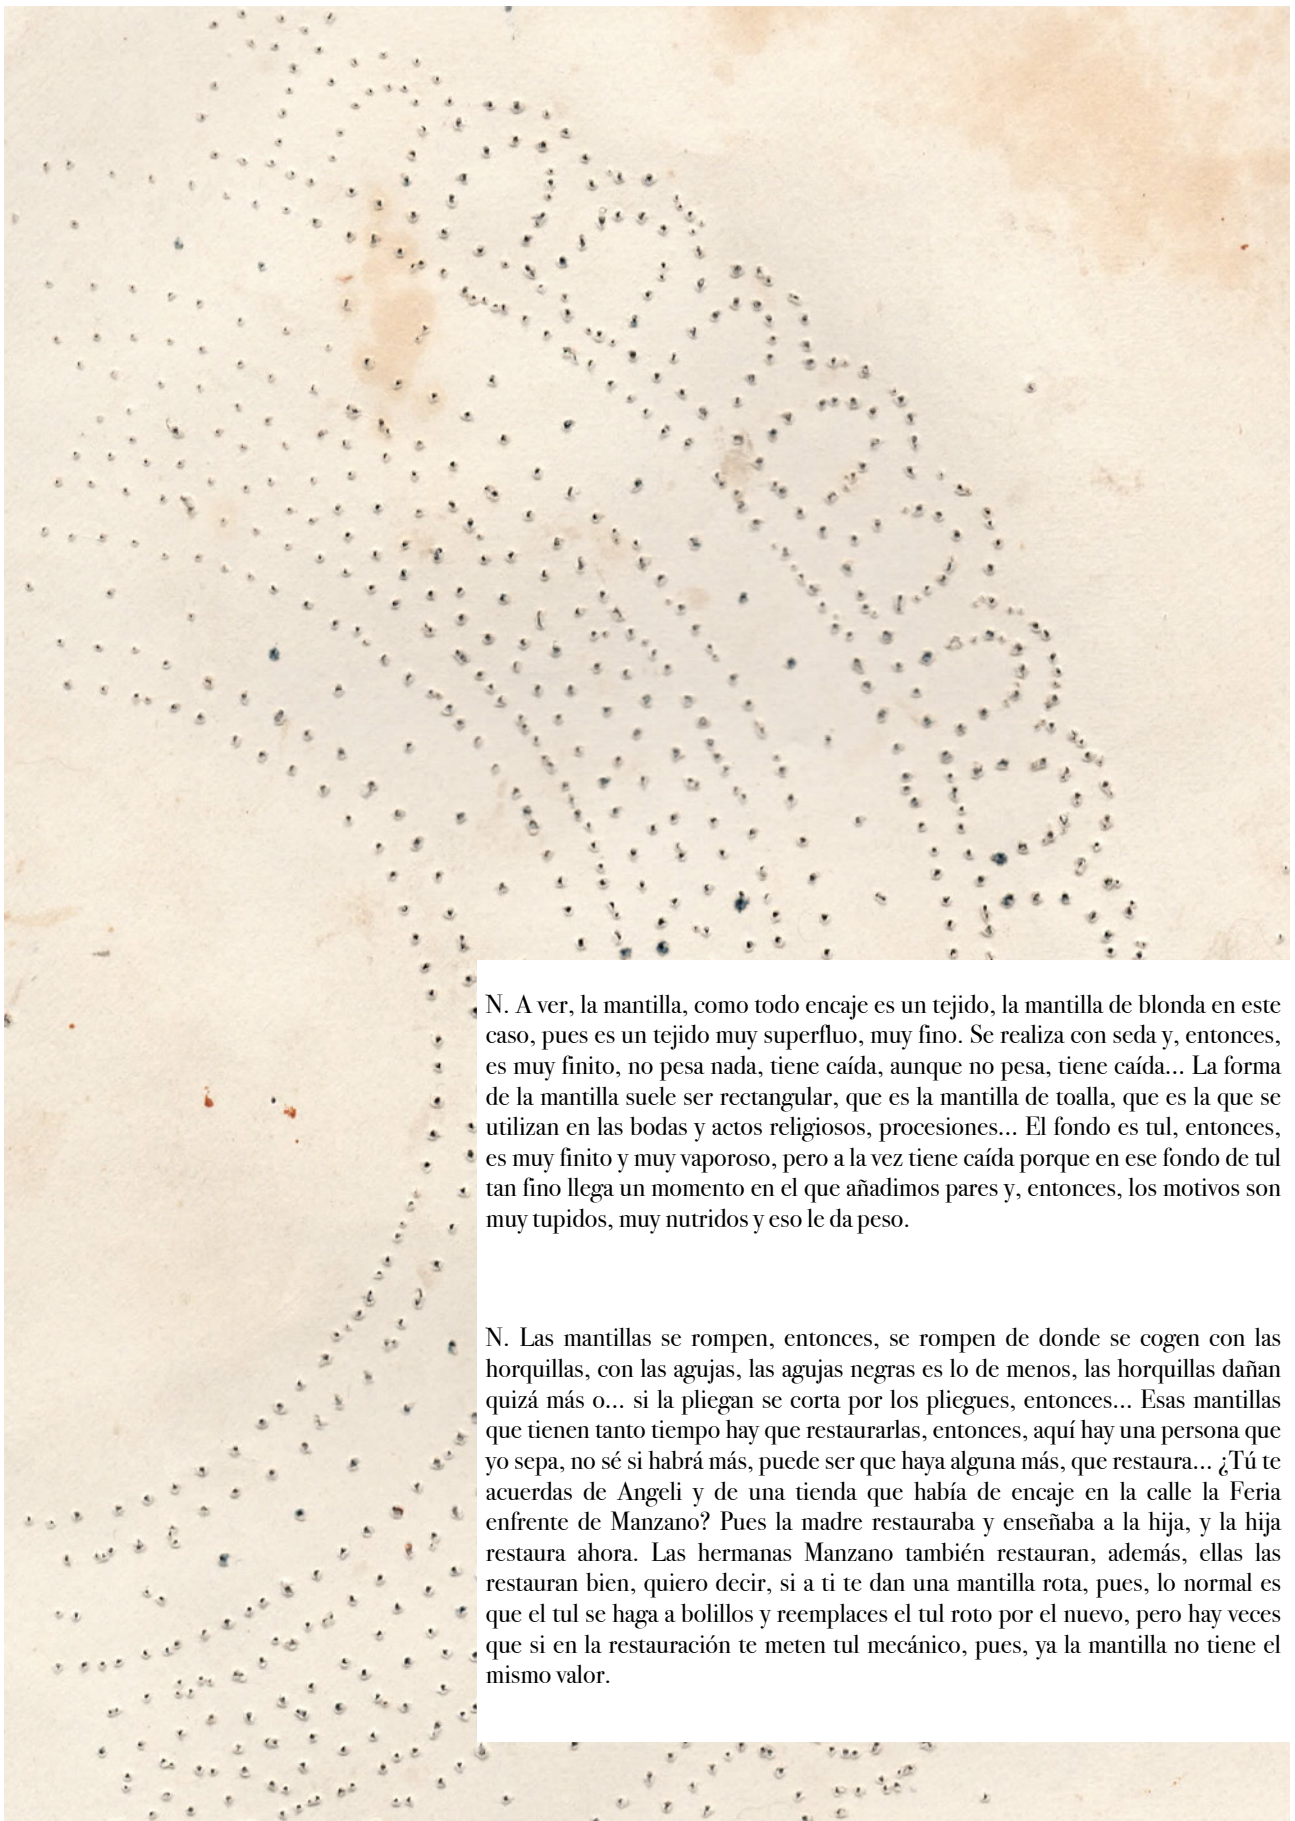 N. A ver, la mantilla, como todo encaje es un tejido, la mantilla de blonda en este
caso, pues es un tejido muy superfluo, muy fino. Se realiza con seda y, entonces,
es muy finito, no pesa nada, tiene caída, aunque no pesa, tiene caída... La forma
de la mantilla suele ser rectangular, que es la mantilla de toalla, que es la que se
utilizan en las bodas y actos religiosos, procesiones... El fondo es tul, entonces,
es muy finito y muy vaporoso, pero a la vez tiene caída porque en ese fondo de tul
tan fino llega un momento en el que añadimos pares y, entonces, los motivos son
muy tupidos, muy nutridos y eso le da peso.
N. Las mantillas se rompen, entonces, se rompen de donde se cogen con las
horquillas, con las agujas, las agujas negras es lo de menos, las horquillas dañan
quizá más o... si la pliegan se corta por los pliegues, entonces... Esas mantillas
que tienen tanto tiempo hay que restaurarlas, entonces, aquí hay una persona que
yo sepa, no sé si habrá más, puede ser que haya alguna más, que restaura... ¿Tú te
acuerdas de Angeli y de una tienda que había de encaje en la calle la Feria
enfrente de Manzano? Pues la madre restauraba y enseñaba a la hija, y la hija
restaura ahora. Las hermanas Manzano también restauran, además, ellas las
restauran bien, quiero decir, si a ti te dan una mantilla rota, pues, lo normal es
que el tul se haga a bolillos y reemplaces el tul roto por el nuevo, pero hay veces
que si en la restauración te meten tul mecánico, pues, ya la mantilla no tiene el
mismo valor.